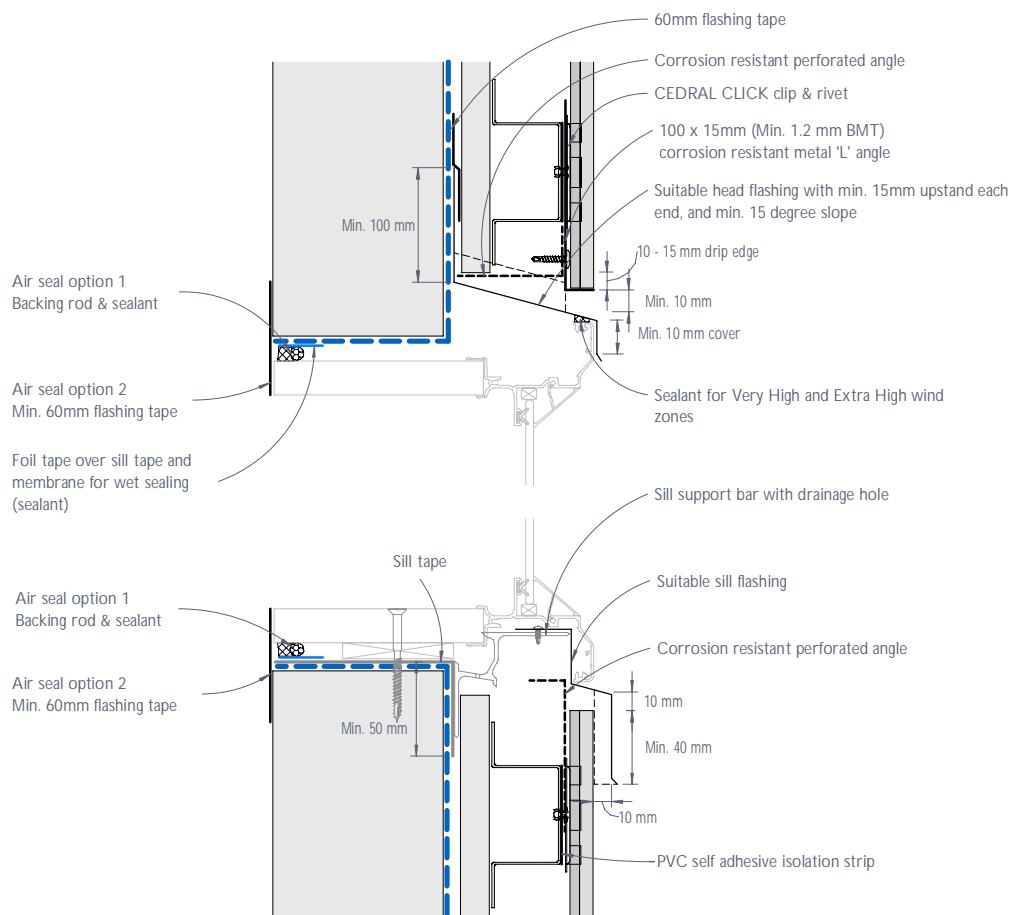 60mm flashing tape
Corrosion resistant perforated angle
CEDRAL CLICK clip & rivet
100 x 15mm (Min. 1.2 mm BMT)
corrosion resistant metal 'L' angle
Suitable head flashing with min. 15mm upstand each
end, and min. 15 degree slope
Min. 100 mm
10 - 15 mm drip edge
Min. 10 mm
Min. 10 mm cover
Air seal option 1
Backing rod & sealant
Air seal option 2
Min. 60mm flashing tape
Sealant for Very High and Extra High wind
zones
Foil tape over sill tape and
membrane for wet sealing
(sealant)
Sill support bar with drainage hole
Sill tape
Suitable sill flashing
Air seal option 1
Backing rod & sealant
Corrosion resistant perforated angle
Air seal option 2
Min. 60mm flashing tape
10 mm
Min. 50 mm
Min. 40 mm
10 mm
PVC self adhesive isolation strip